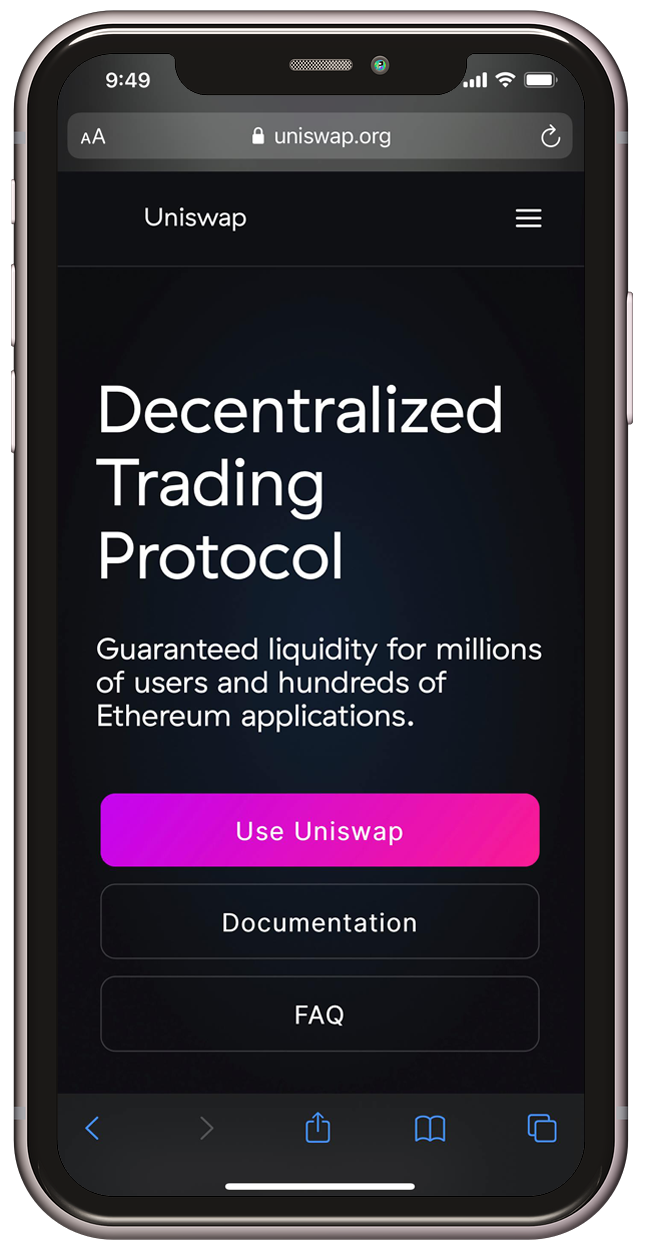 9:49
AA
uniswap.org
Uniswap
Decentralized
Trading
Protocol
Guaranteed liquidity for millions
of users and hundreds of
Ethereum applications.
Use Uniswap
Documentation
FAQ